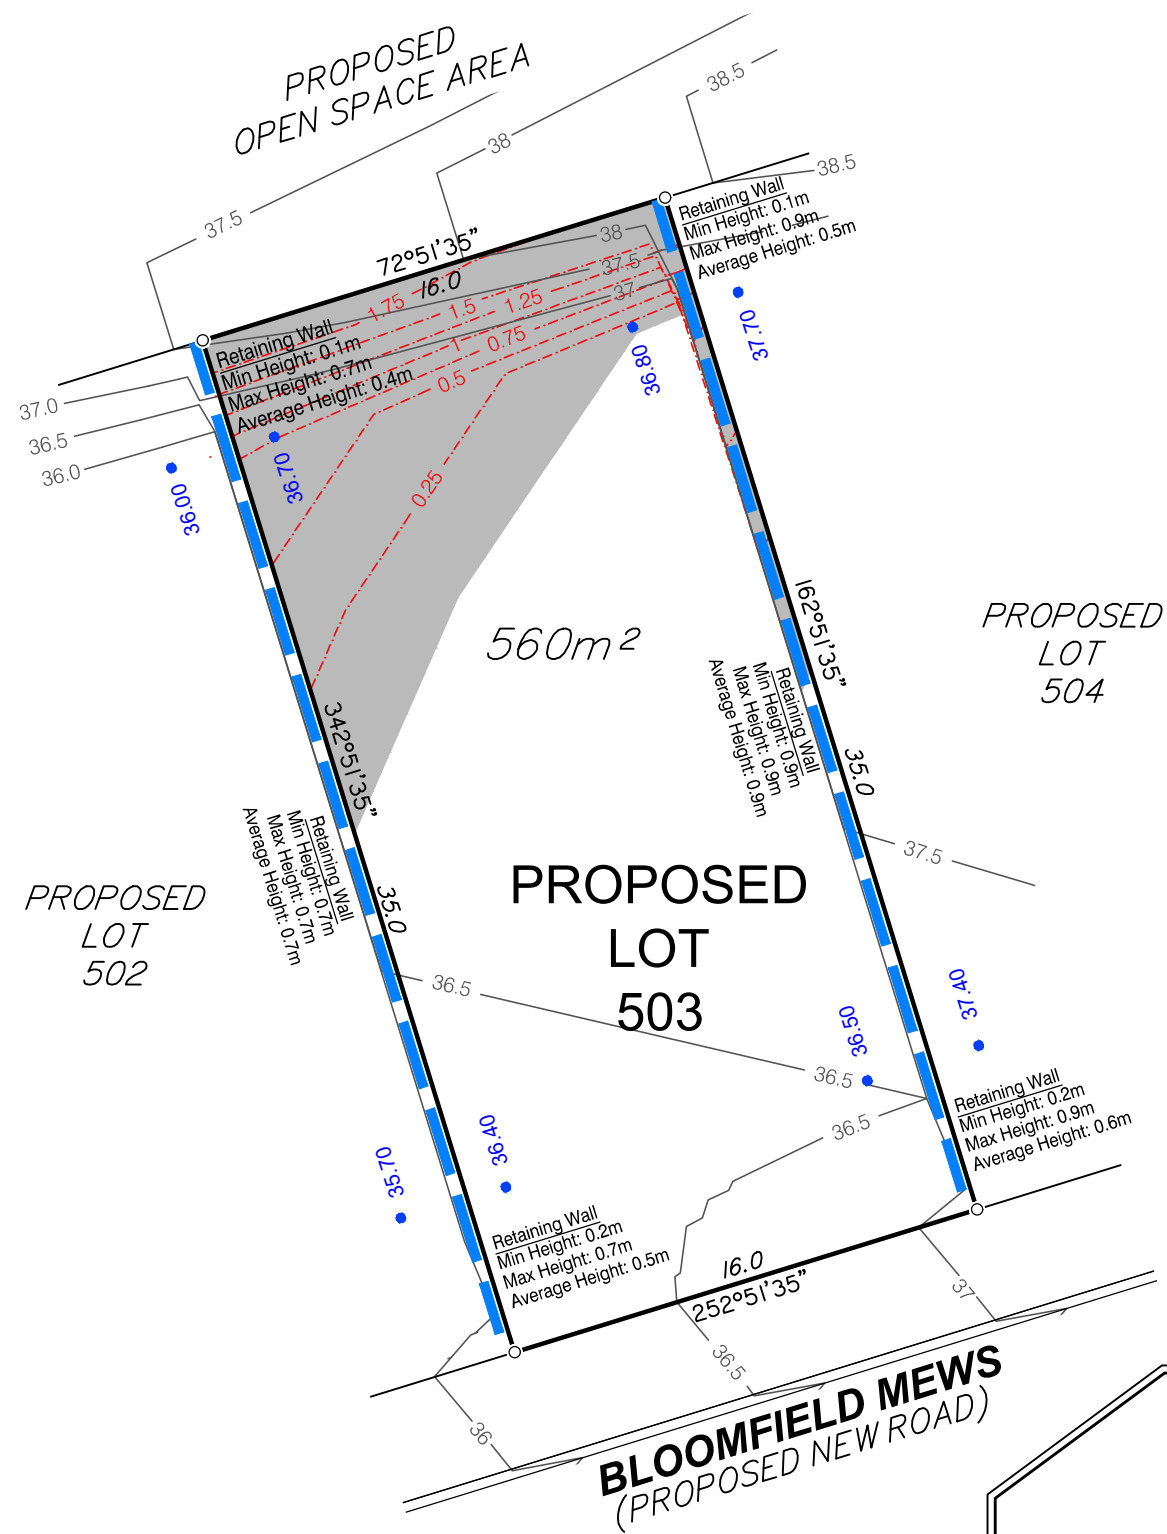 PROPOSED
OPEN SPACE AREA
38.5
38
38.5
37.5
Retaining Wall
Min Height: 0.1m
Max Height: 0.9m
Average Height: 0.5m
72°51'35"
16.0
38
37.5
37
1.75
1.5
1.25
1
0.75
0.5
0.25
Retaining Wall
Min Height: 0.1m
Max Height: 0.7m
Average Height: 0.4m
37.70
36.80
37.0
36.5
36.0
36.70
36.00
560m²
162°51'35"
35.0
PROPOSED
LOT
504
Retaining Wall
Min Height: 0.9m
Max Height: 0.9m
Average Height: 0.9m
342°51'35"
35.0
Retaining Wall
Min Height: 0.7m
Max Height: 0.7m
Average Height: 0.7m
37.5
PROPOSED
LOT
502
PROPOSED
LOT
503
36.5
36.5
36.5
36.50
37.40
Retaining Wall
Min Height: 0.2m
Max Height: 0.9m
Average Height: 0.6m
36.40
35.70
Retaining Wall
Min Height: 0.2m
Max Height: 0.7m
Average Height: 0.5m
16.0
252°51'35"
37
36.5
36
BLOOMFIELD MEWS
(PROPOSED NEW ROAD)